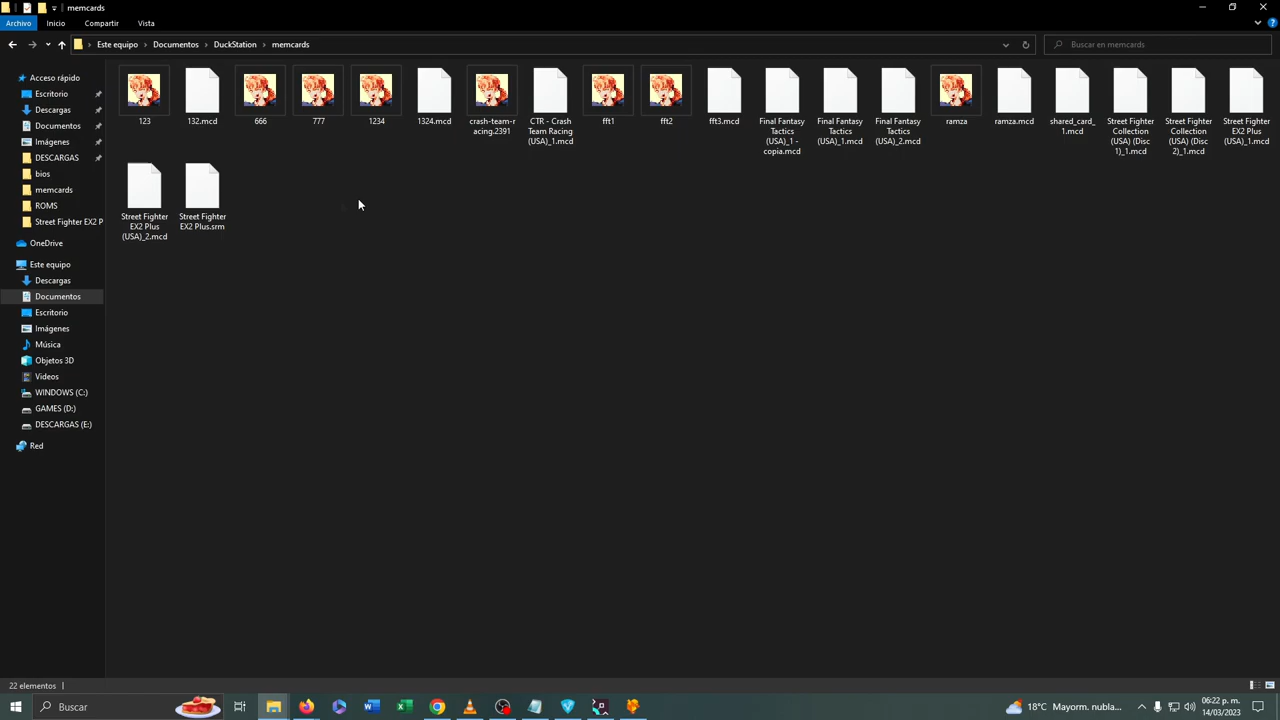 memcards
Archivo Inicio Compartir Vista
Este equipo Documentos DuckStation memcards
Buscar en memcards
Acceso rápido
Escritorio
Descargas
Documentos
Imágenes
DESCARGAS
bios
memcards
ROMS
Street Fighter EX2 P
OneDrive
Este equipo
Descargas
Documentos
Escritorio
Imágenes
Música
Objetos 3D
Videos
WINDOWS (C:)
GAMES (D:)
DESCARGAS (E:)
Red
123
132.mcd
666
777
1234
1324.mcd
crash-team-r
acing.2391
CTR - Crash
Team Racing
(USA)_1.mcd
fft1
fft2
fft3.mcd
Final Fantasy
Tactics
(USA)_1 -
copia.mcd
Final Fantasy
Tactics
(USA)_1.mcd
Final Fantasy
Tactics
(USA)_2.mcd
ramza
ramza.mcd
shared_card_
1.mcd
Street Fighter
Collection
(USA) (Disc
1)_1.mcd
Street Fighter
Collection
(USA) (Disc
2)_1.mcd
Street Fighter
EX2 Plus
(USA)_1.mcd
Street Fighter
EX2 Plus
(USA)_2.mcd
Street Fighter
EX2 Plus.srm
22 elementos
Buscar
18°C Mayorm. nubla...
06:22 p. m.
14/03/2023